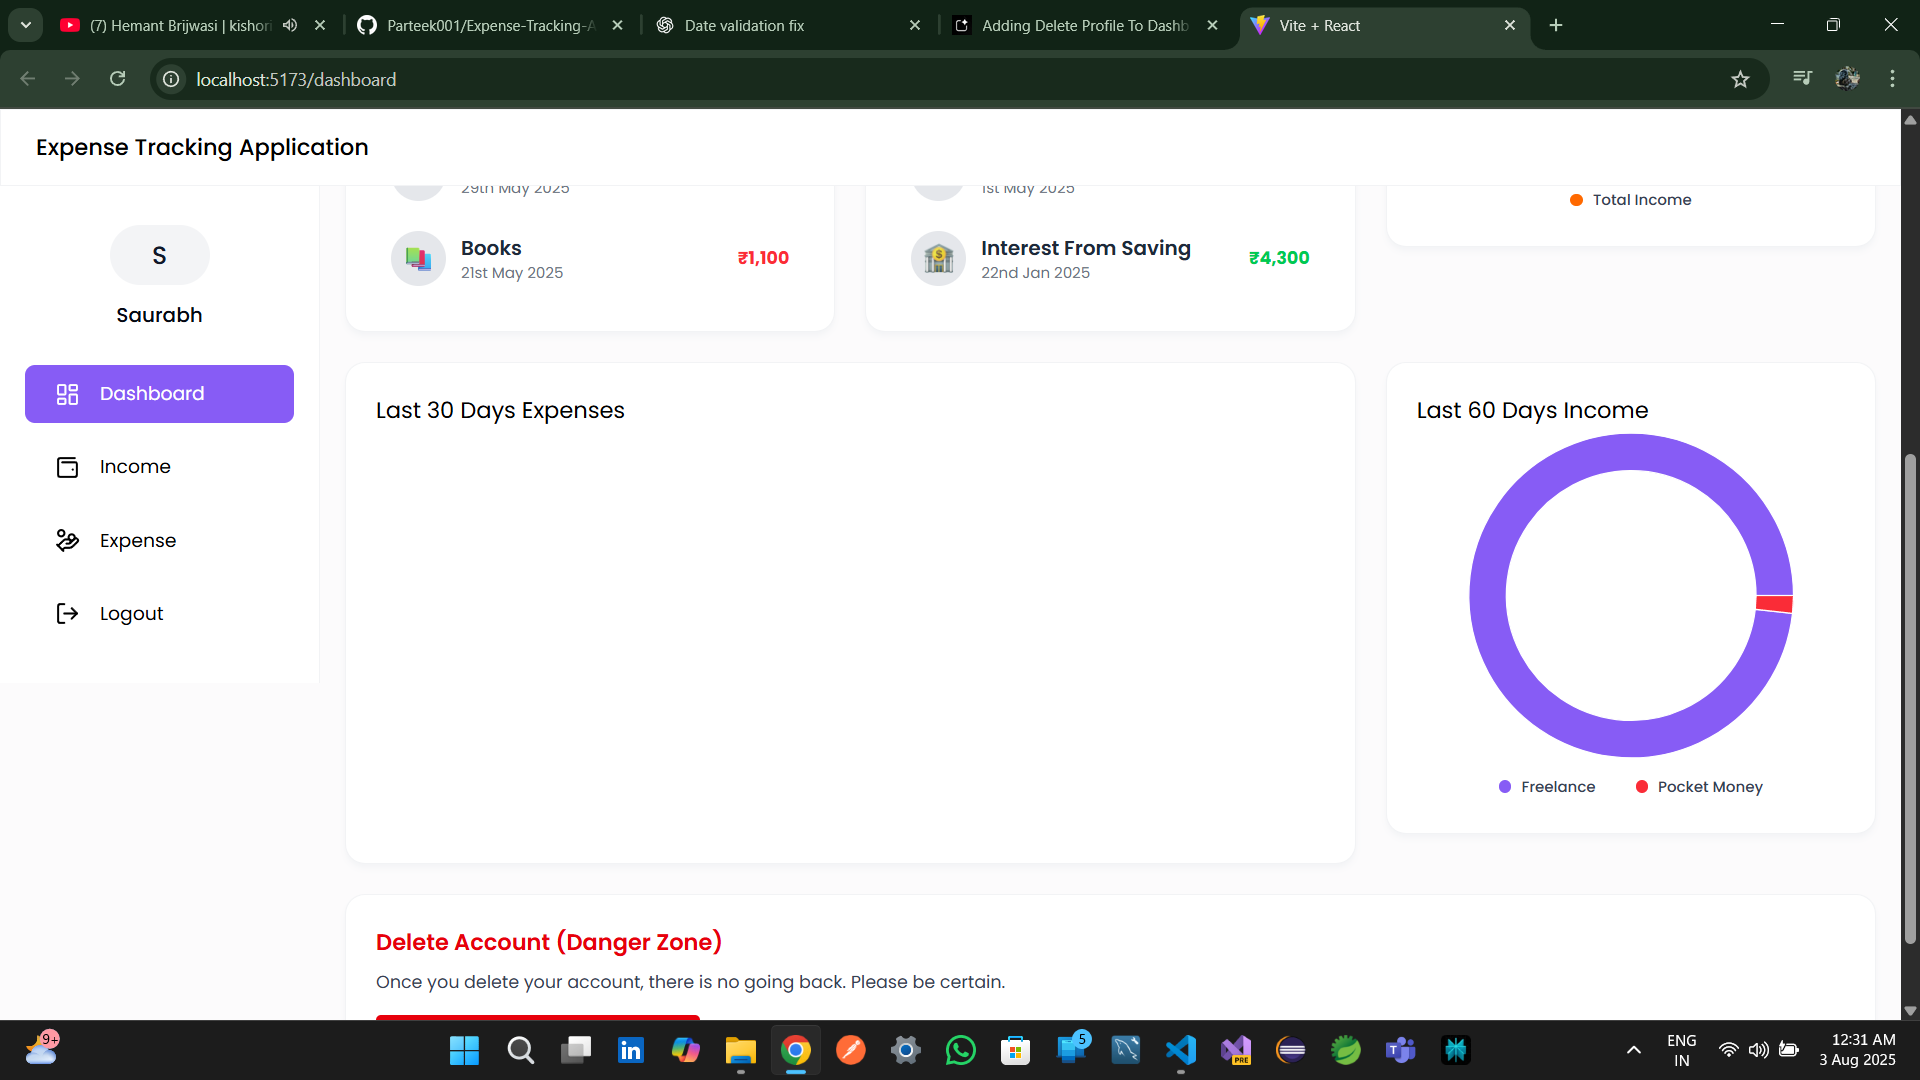 (7) Hemant Brijwasi | kishori
Parteek001/Expense-Tracking-A
Date validation fix
Adding Delete Profile To Dashb
Vite + React
localhost:5173/dashboard
Expense Tracking Application
S
Saurabh
Dashboard
Income
Expense
Logout
29th May 2025
Books
21st May 2025
₹1,100
1st May 2025
Interest From Saving
22nd Jan 2025
₹4,300
Total Income
Last 30 Days Expenses
Last 60 Days Income
Freelance
Pocket Money
Delete Account (Danger Zone)
Once you delete your account, there is no going back. Please be certain.
9+
in
5
PRE
T
ENG
IN
12:31 AM
3 Aug 2025